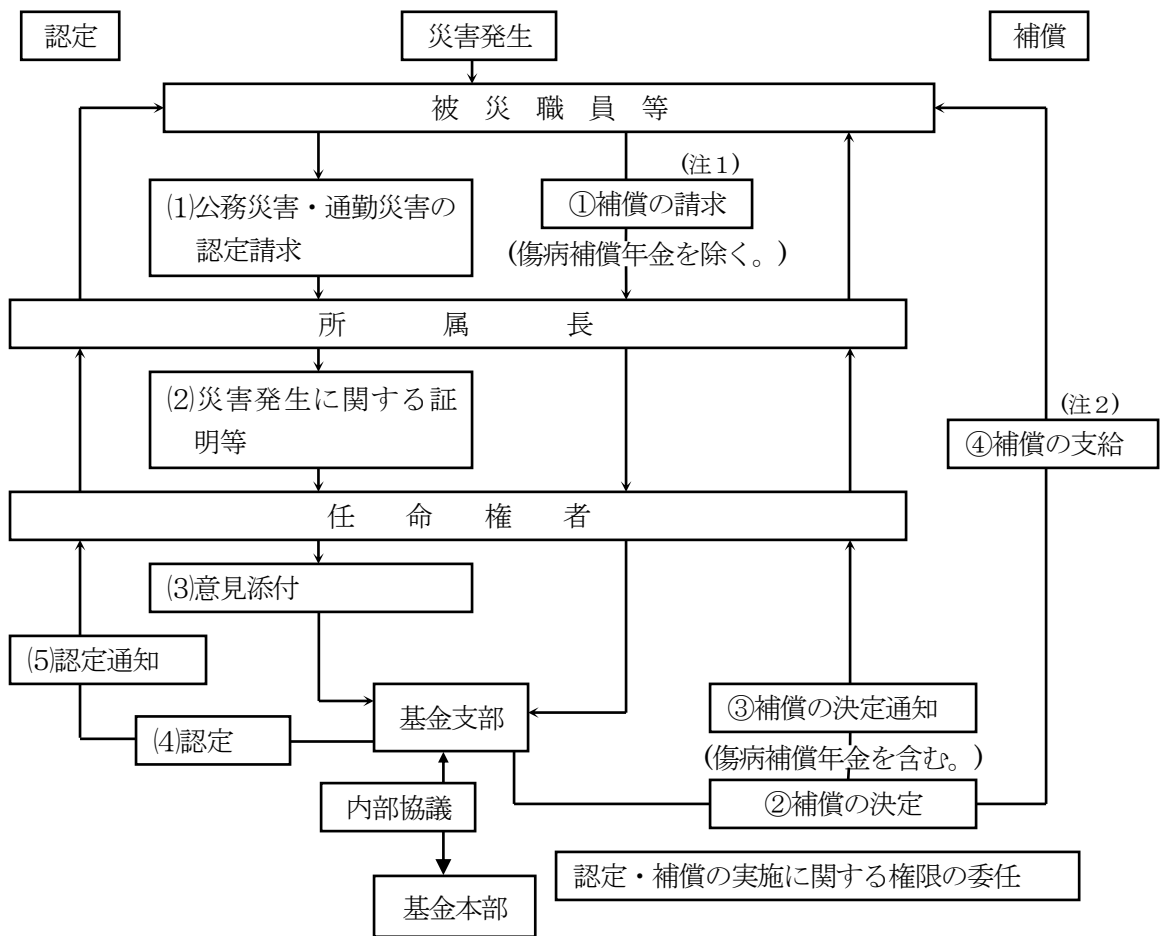 認定
災害発生
補償
被災職員等
(注1)
⑴公務災害・通勤災害の
認定請求
①補償の請求
(傷病補償年金を除く。)
所属長
⑵災害発生に関する証
明等
(注2)
④補償の支給
任命権者
⑶意見添付
⑸認定通知
基金支部
③補償の決定通知
⑷認定
(傷病補償年金を含む。)
②補償の決定
内部協議
認定・補償の実施に関する権限の委任
基金本部